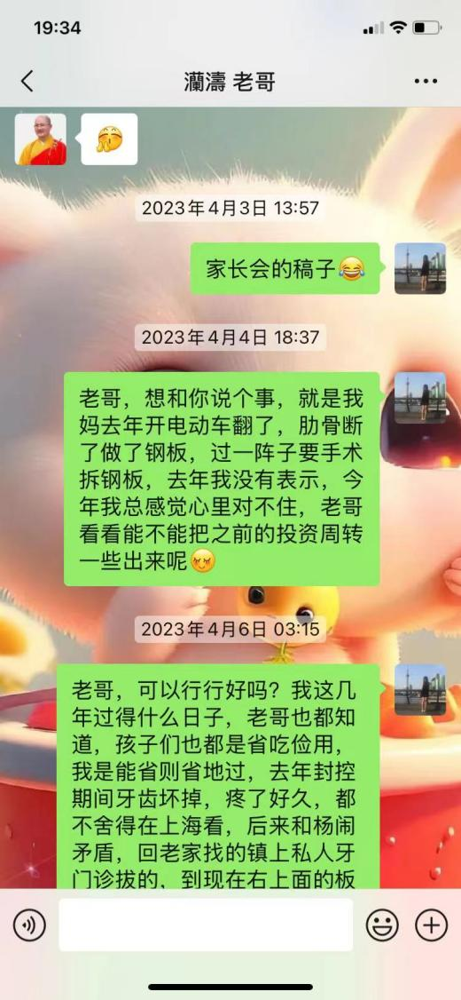 19:34
灡濤 老哥
2023年4月3日 13:57
家长会的稿子😂
2023年4月4日 18:37
老哥，想和你说个事，就是我
妈去年开电动车翻了，肋骨断
了做了钢板，过一阵子要手术
拆钢板，去年我没有表示，今
年我总感觉心里对不住，老哥
看看能不能把之前的投资周转
一些出来呢
2023年4月6日 03:15
老哥，可以行行好吗？我这几
年过得什么日子，老哥也都知
道，孩子们也都是省吃俭用，
我是能省则省地过，去年封控
期间牙齿坏掉，疼了好久，都
不舍得在上海看，后来和杨闹
矛盾，回老家找的镇上私人牙
门诊拔的，到现在右上面的板